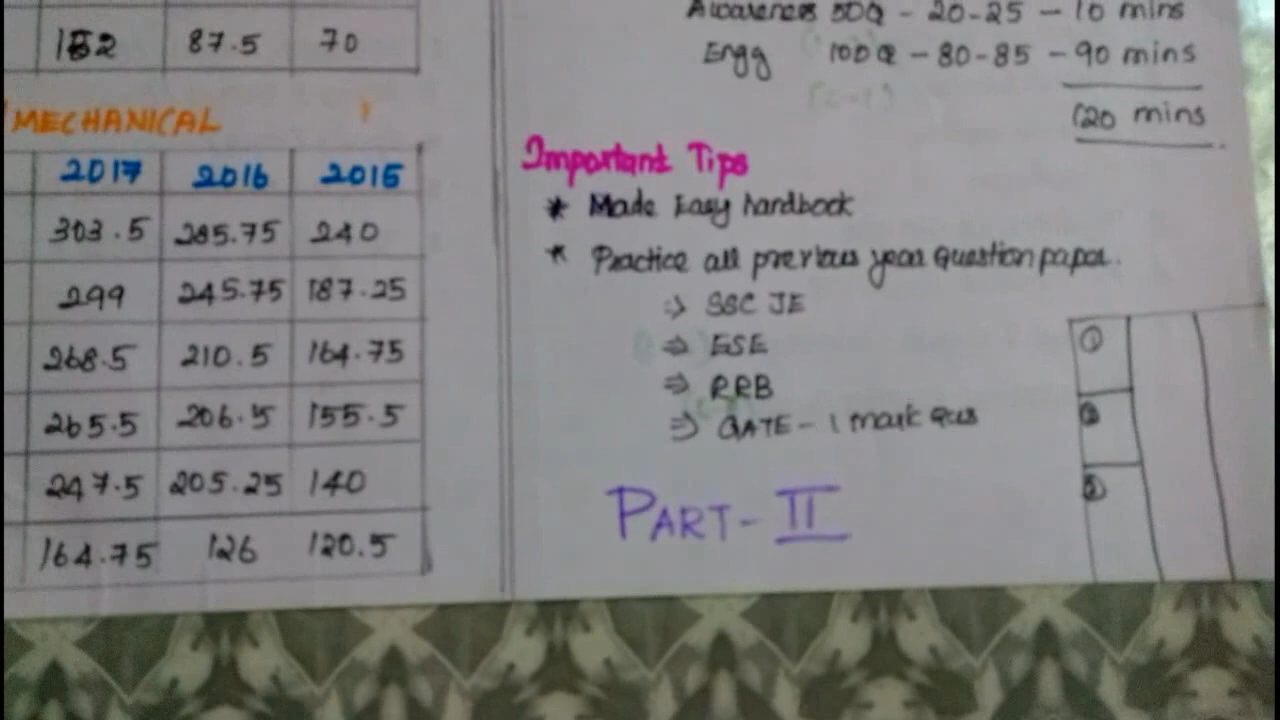 152 87.5 70
MECHANICAL
2017 2016 2015
303.5 285.75 240
299 245.75 187.25
268.5 210.5 164.75
265.5 206.5 155.5
247.5 205.25 140
164.75 126 120.5
Awareness 50Q - 20-25 - 10 mins
Engg 100Q - 80-85 - 90 mins
120 mins
Important Tips
* Made Easy handbook
* Practice all previous year Question paper.
⇒ SSC JE
⇒ ESE
⇒ RRB
⇒ GATE - 1 mark Qus
PART - II
1
2
3